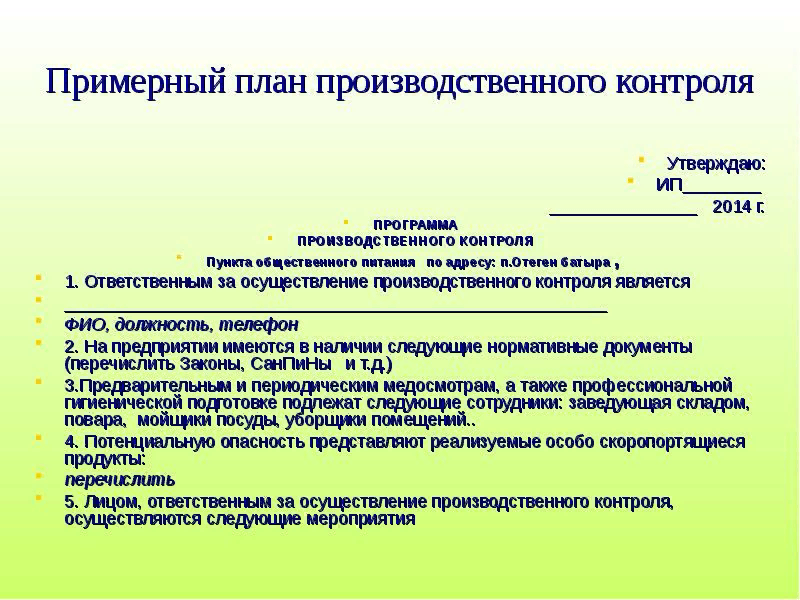 Примерный план производственного контроля
Утверждаю:
ИП________
_______________ 2014 г.
ПРОГРАММА
ПРОИЗВОДСТВЕННОГО КОНТРОЛЯ
Пункта общественного питания по адресу: п.Отеген батыра ,
1. Ответственным за осуществление производственного контроля является
_______________________________________________________
ФИО, должность, телефон
2. На предприятии имеются в наличии следующие нормативные документы
(перечислить Законы, СанПиНы и т.д.)
3.Предварительным и периодическим медосмотрам, а также профессиональной
гигиенической подготовке подлежат следующие сотрудники: заведующая складом,
повара, мойщики посуды, уборщики помещений..
4. Потенциальную опасность представляют реализуемые особо скоропортящиеся
продукты:
перечислить
5. Лицом, ответственным за осуществление производственного контроля,
осуществляются следующие мероприятия